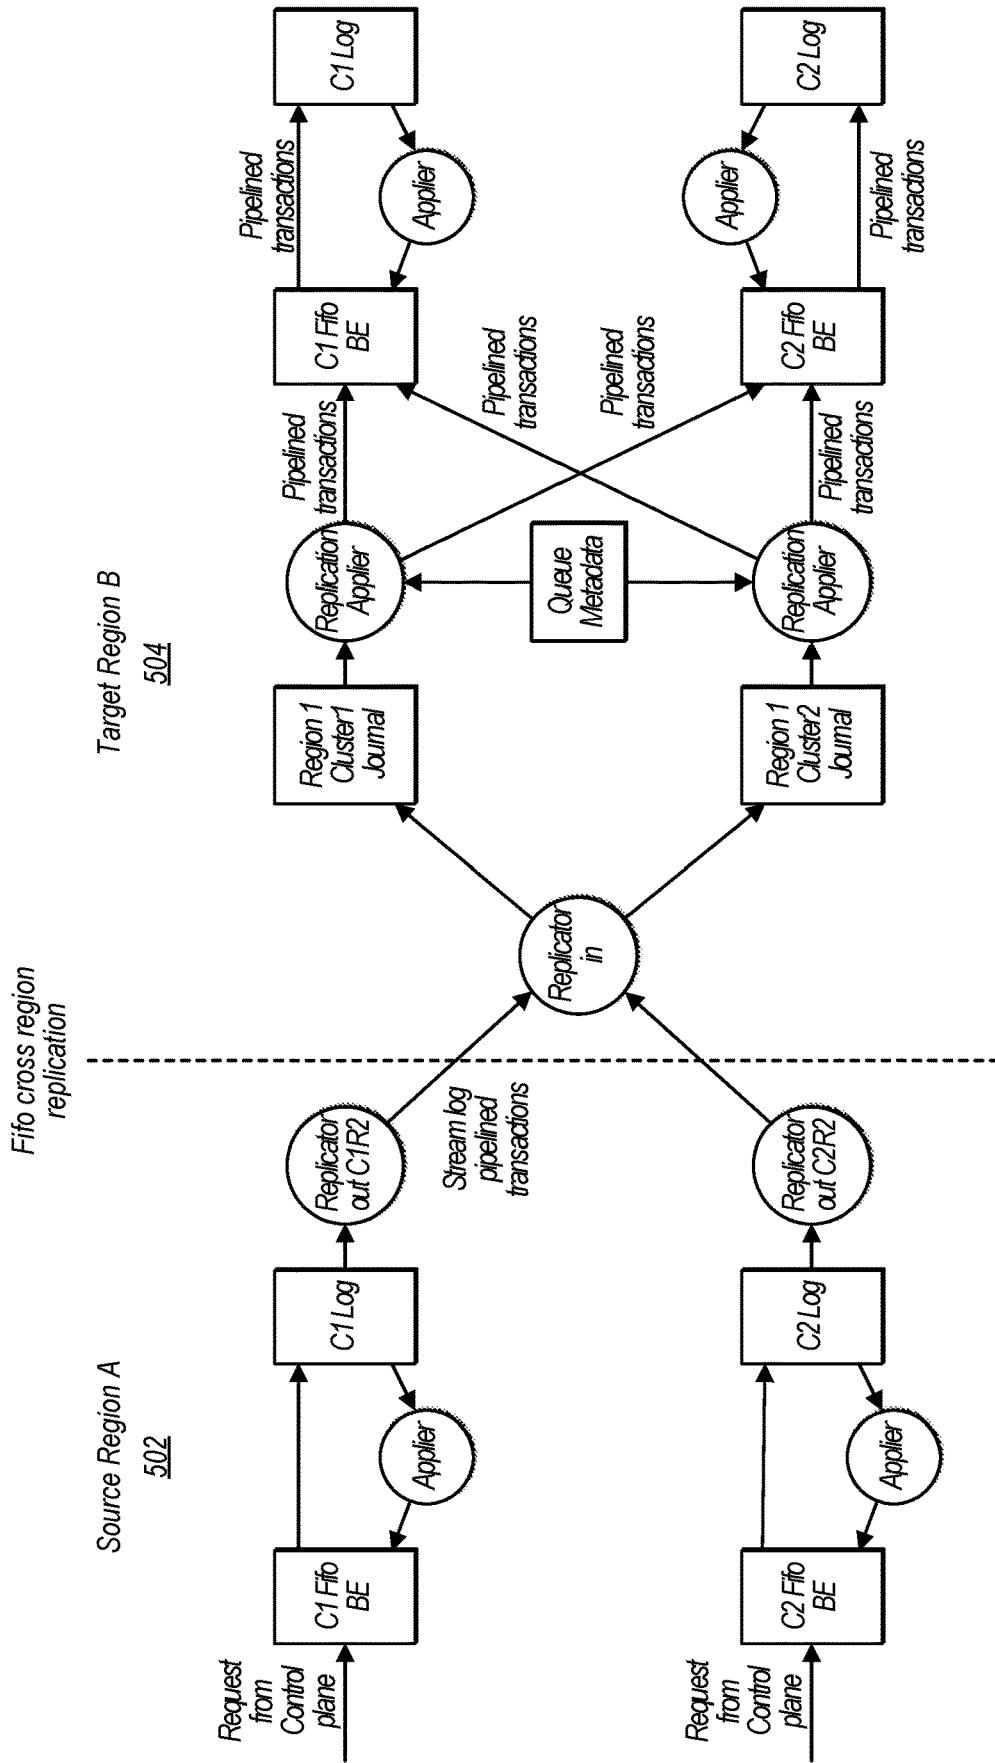 Fifo cross region
replication
Source Region A
502
Target Region B
504
Request
from
Control
plane
C1 Fifo
BE
Applier
C1 Log
Replicator
out C1R2
Stream log
pipelined
transactions
Replicator
in
Region 1
Cluster1
Journal
Replication
Applier
Pipelined
transactions
C1 Fifo
BE
Pipelined
transactions
Applier
C1 Log
Queue
Metadata
Pipelined
transactions
Pipelined
transactions
Request
from
Control
plane
C2 Fifo
BE
Applier
C2 Log
Replicator
out C2R2
Region 1
Cluster2
Journal
Replication
Applier
Pipelined
transactions
C2 Fifo
BE
Applier
Pipelined
transactions
C2 Log